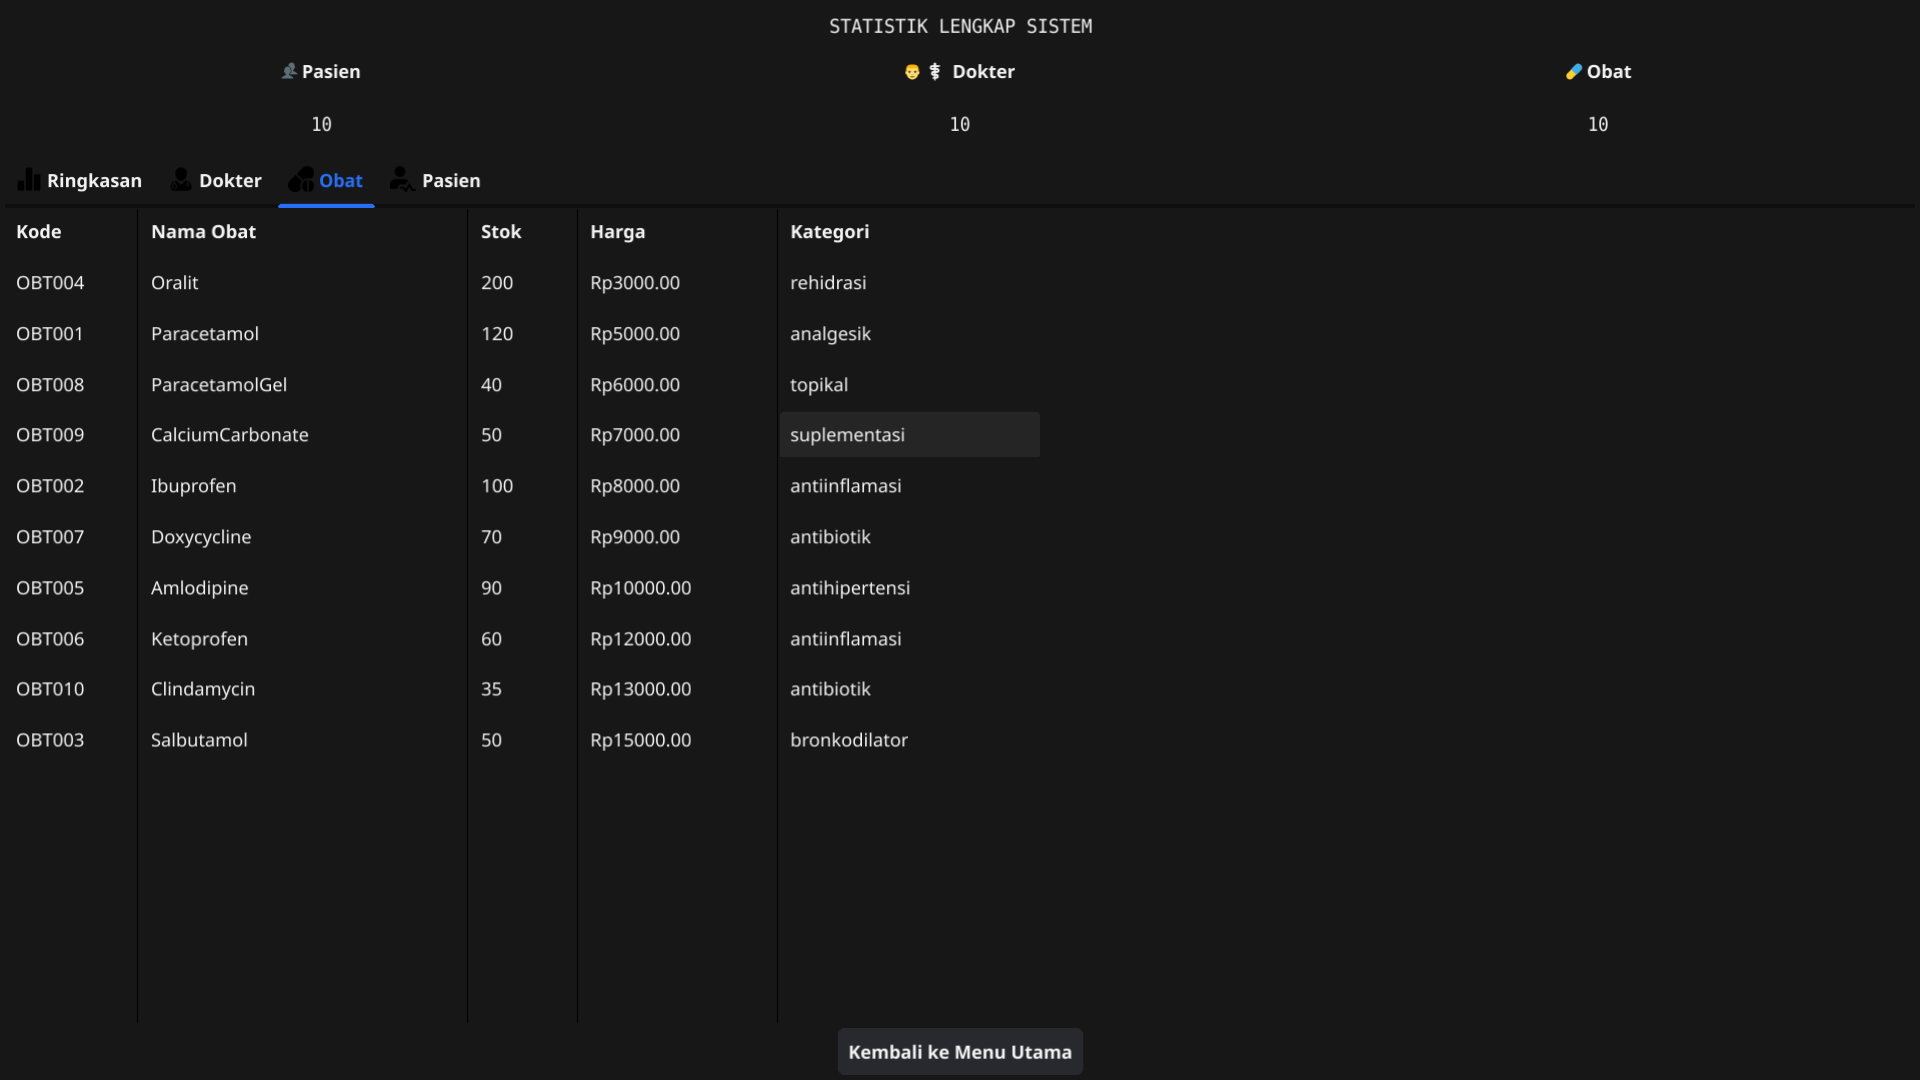 STATISTIK LENGKAP SISTEM
Pasien Dokter Obat
10 10 10
Ringkasan Dokter Obat Pasien
Kode Nama Obat Stok Harga Kategori
OBT004 Oralit 200 Rp3000.00 rehidrasi
OBT001 Paracetamol 120 Rp5000.00 analgesik
OBT008 ParacetamolGel 40 Rp6000.00 topikal
OBT009 CalciumCarbonate 50 Rp7000.00 suplementasi
OBT002 Ibuprofen 100 Rp8000.00 antiinflamasi
OBT007 Doxycycline 70 Rp9000.00 antibiotik
OBT005 Amlodipine 90 Rp10000.00 antihipertensi
OBT006 Ketoprofen 60 Rp12000.00 antiinflamasi
OBT010 Clindamycin 35 Rp13000.00 antibiotik
OBT003 Salbutamol 50 Rp15000.00 bronkodilator
Kembali ke Menu Utama